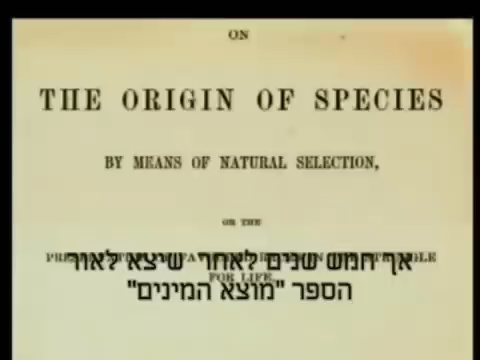 ON
THE ORIGIN OF SPECIES
BY MEANS OF NATURAL SELECTION,
OR THE
אך חמש שנים לאחר שיצא לאור
FOR LIFE.
הספר "מוצא המינים"